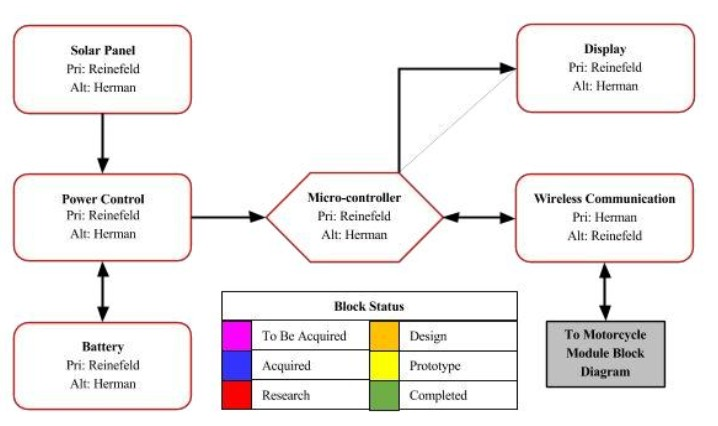 Solar Panel
Pri: Reinefeld
Alt: Herman
Display
Pri: Reinefeld
Alt: Herman
Power Control
Pri: Reinefeld
Alt: Herman
Micro-controller
Pri: Reinefeld
Alt: Herman
Wireless Communication
Pri: Herman
Alt: Reinefeld
Battery
Pri: Reinefeld
Alt: Herman
Block Status
To Be Acquired
Design
Acquired
Prototype
Research
Completed
To Motorcycle
Module Block
Diagram